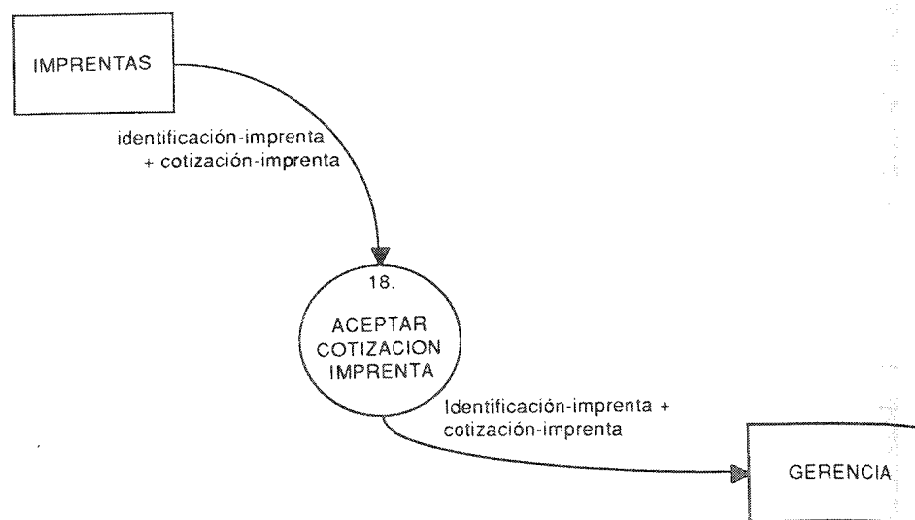 IMPRENTAS
identificación-imprenta
+ cotización-imprenta
18.
ACEPTAR
COTIZACION
IMPRENTA
Identificación-imprenta +
cotización-imprenta
GERENCIA